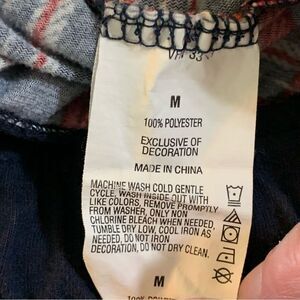 M
100% POLYESTER
EXCLUSIVE OF
DECORATION
MADE IN CHINA
MACHINE WASH COLD GENTLE
CYCLE, WASH INSIDE OUT WITH
LIKE COLORS, REMOVE PROMPTLY
FROM WASHER, ONLY NON
CHLORINE BLEACH WHEN NEEDED,
TUMBLE DRY LOW, COOL IRON AS
NEEDED, DO NOT IRON
DECORATION, DO NOT DRY CLEAN.
M
100%